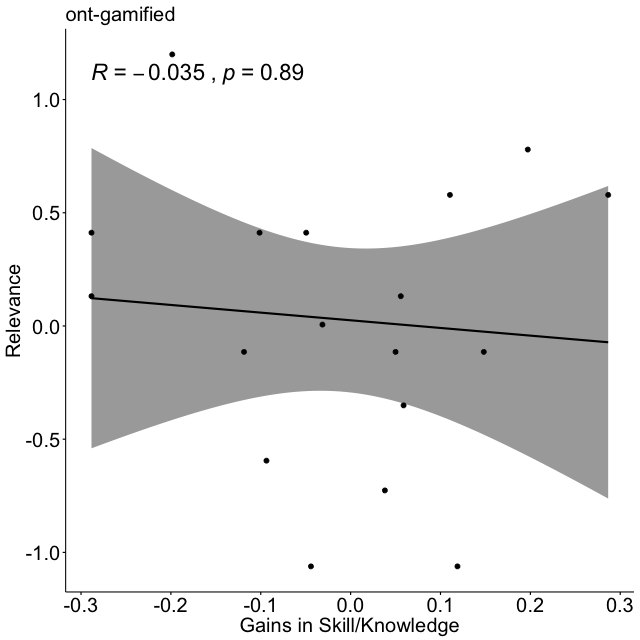 ont-gamified
R = −0.035 , p = 0.89
1.0
0.5
0.0
-0.5
-1.0
Relevance
-0.3 -0.2 -0.1 0.0 0.1 0.2 0.3
Gains in Skill/Knowledge